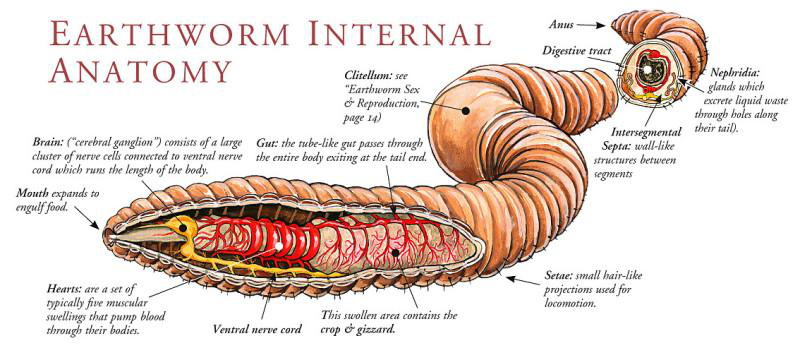 EARTHWORM INTERNAL
ANATOMY
Anus
Digestive tract
Clitellum: see
"Earthworm Sex
& Reproduction,
page 14)
Nephridia:
glands which
excrete liquid waste
through holes along
their tail).
Intersegmental
Septa: wall-like
structures between
segments
Brain: ("cerebral ganglion") consists of a large
cluster of nerve cells connected to ventral nerve
cord which runs the length of the body.
Gut: the tube-like gut passes through
the entire body exiting at the tail end.
Mouth expands to
engulf food.
Hearts: are a set of
typically five muscular
swellings that pump blood
through their bodies.
Ventral nerve cord
This swollen area contains the
crop & gizzard.
Setae: small hair-like
projections used for
locomotion.